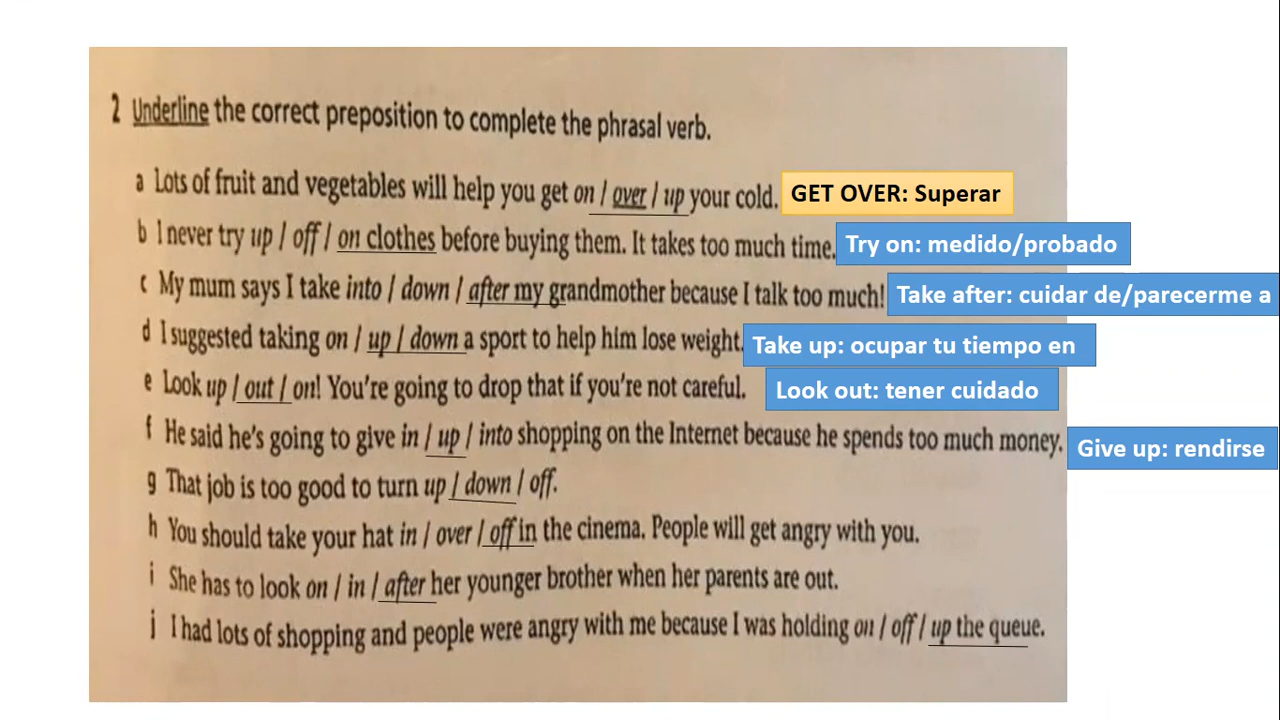 2 Underline the correct preposition to complete the phrasal verb.
a Lots of fruit and vegetables will help you get on / over / up your cold. GET OVER: Superar
b I never try up / off / on clothes before buying them. It takes too much time. Try on: medido/probado
c My mum says I take into / down / after my grandmother because I talk too much! Take after: cuidar de/parecerme a
d I suggested taking on / up / down a sport to help him lose weight. Take up: ocupar tu tiempo en
e Look up / out / on! You're going to drop that if you're not careful. Look out: tener cuidado
f He said he's going to give in / up / into shopping on the Internet because he spends too much money. Give up: rendirse
g That job is too good to turn up / down / off.
h You should take your hat in / over / off in the cinema. People will get angry with you.
i She has to look on / in / after her younger brother when her parents are out.
j I had lots of shopping and people were angry with me because I was holding on / off / up the queue.